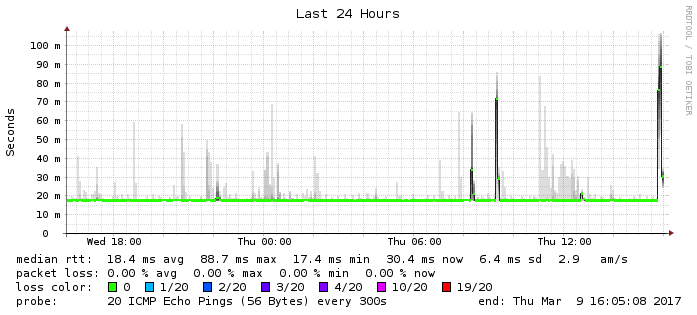 Last 24 Hours
RRDTOOL / TOBI OETIKER
Seconds
100 m
90 m
80 m
70 m
60 m
50 m
40 m
30 m
20 m
10 m
0
Wed 18:00 Thu 00:00 Thu 06:00 Thu 12:00
median rtt: 18.4 ms avg 88.7 ms max 17.4 ms min 30.4 ms now 6.4 ms sd 2.9 am/s
packet loss: 0.00 % avg 0.00 % max 0.00 % min 0.00 % now
loss color: 0 1/20 2/20 3/20 4/20 10/20 19/20
probe: 20 ICMP Echo Pings (56 Bytes) every 300s end: Thu Mar 9 16:05:08 2017